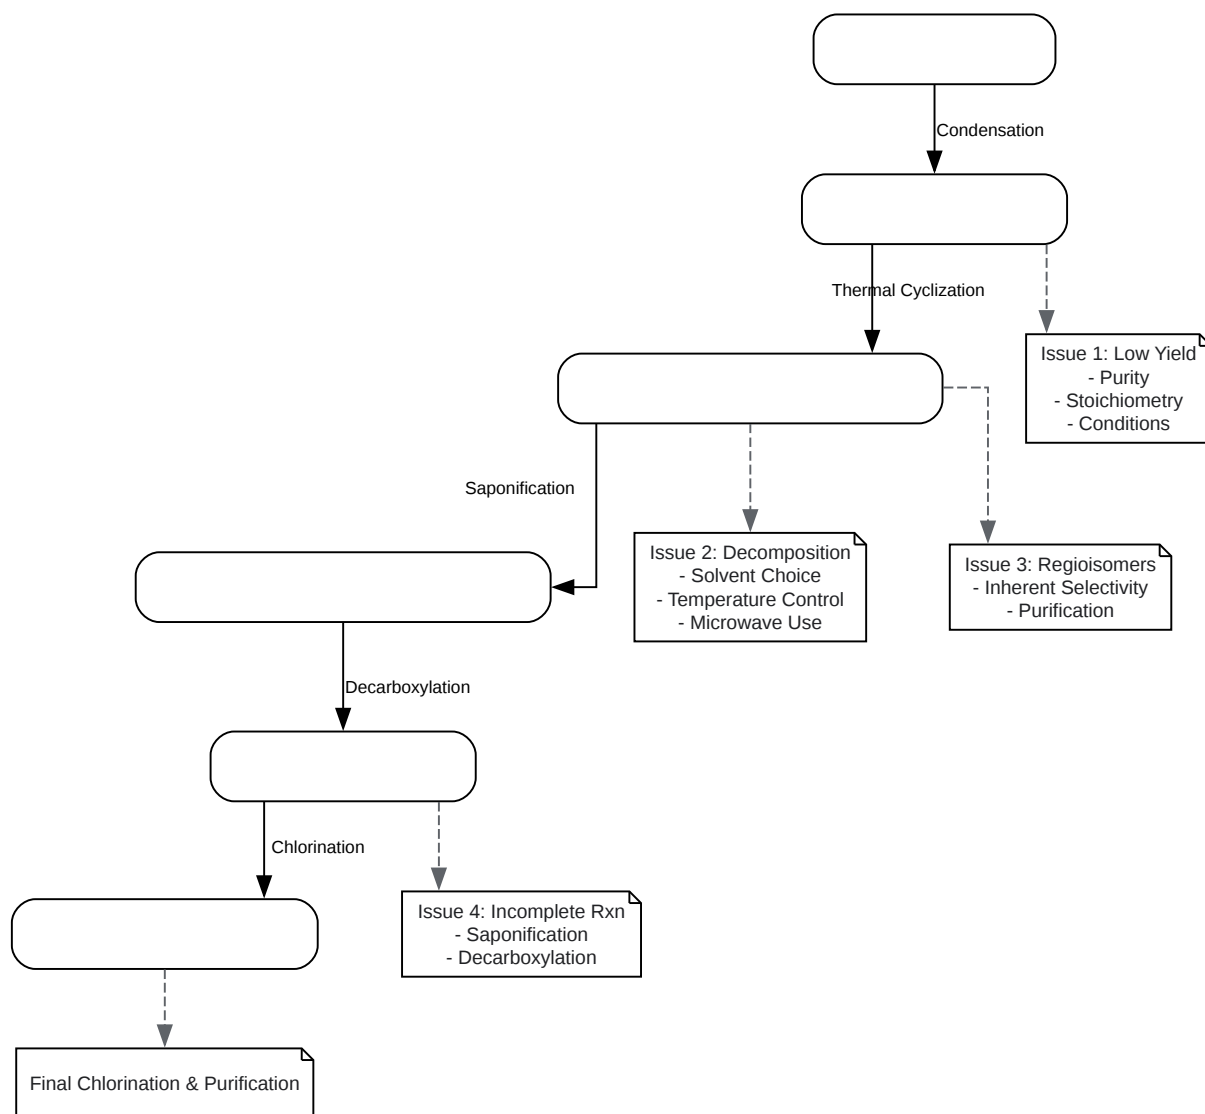 Condensation
Thermal Cyclization
Issue 1: Low Yield
- Purity
- Stoichiometry
- Conditions
Saponification
Issue 2: Decomposition
- Solvent Choice
- Temperature Control
- Microwave Use
Issue 3: Regioisomers
- Inherent Selectivity
- Purification
Decarboxylation
Chlorination
Issue 4: Incomplete Rxn
- Saponification
- Decarboxylation
Final Chlorination & Purification